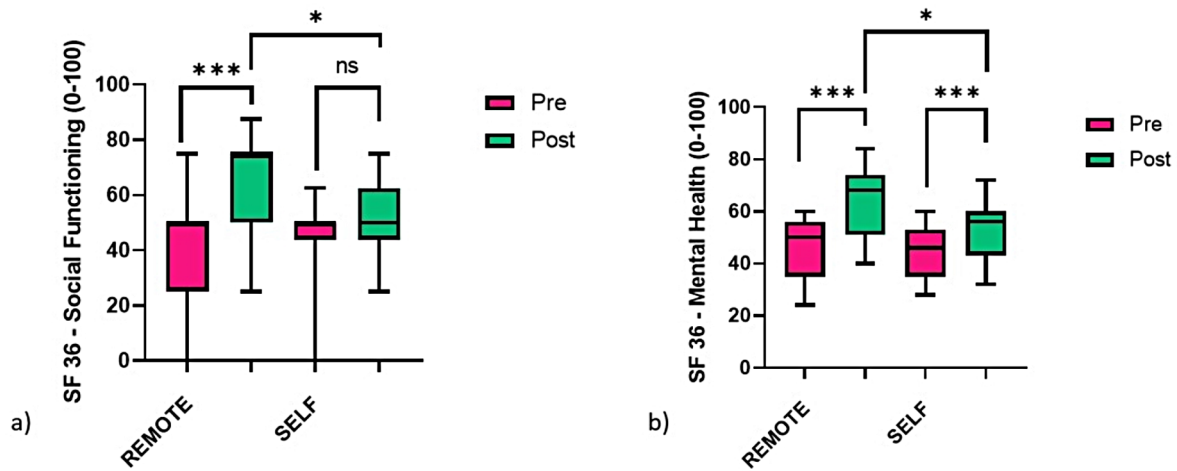 a)
SF 36 - Social Functioning (0-100)
*
***
ns
100
80
60
40
20
0
REMOTE
SELF
Pre
Post
b)
SF 36 - Mental Health (0-100)
*
***
***
100
80
60
40
20
0
REMOTE
SELF
Pre
Post